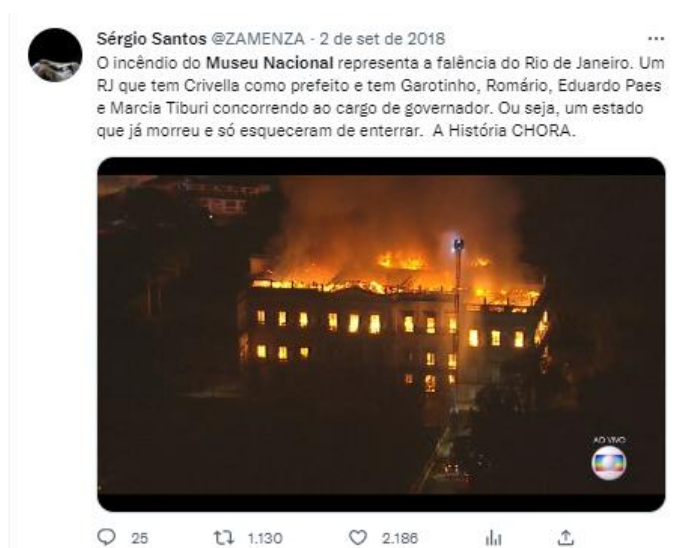 Sérgio Santos @ZAMENZA · 2 de set de 2018 ···
O incêndio do Museu Nacional representa a falência do Rio de Janeiro. Um
RJ que tem Crivella como prefeito e tem Garotinho, Romário, Eduardo Paes
e Marcia Tiburi concorrendo ao cargo de governador. Ou seja, um estado
que já morreu e só esqueceram de enterrar. A História CHORA.
AO VIVO
25 1.130 2.186